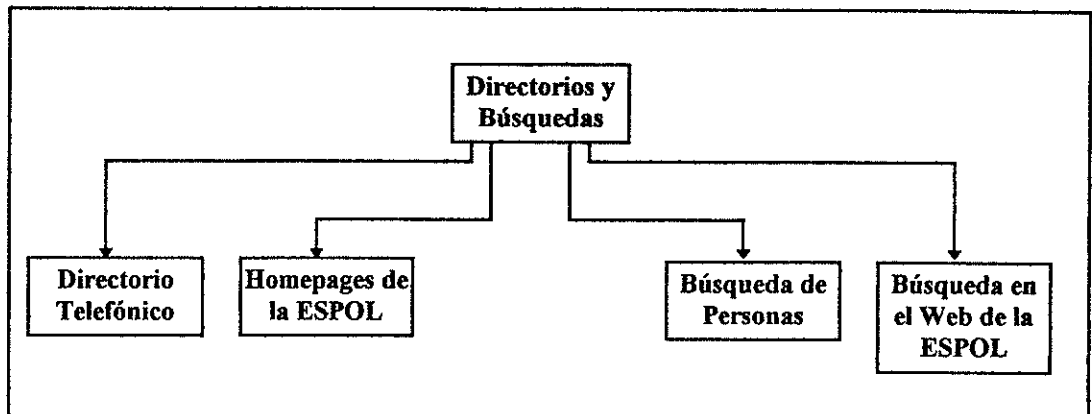 Directorios y
Búsquedas
Directorio
Telefónico
Homepages de
la ESPOL
Búsqueda de
Personas
Búsqueda en
el Web de la
ESPOL